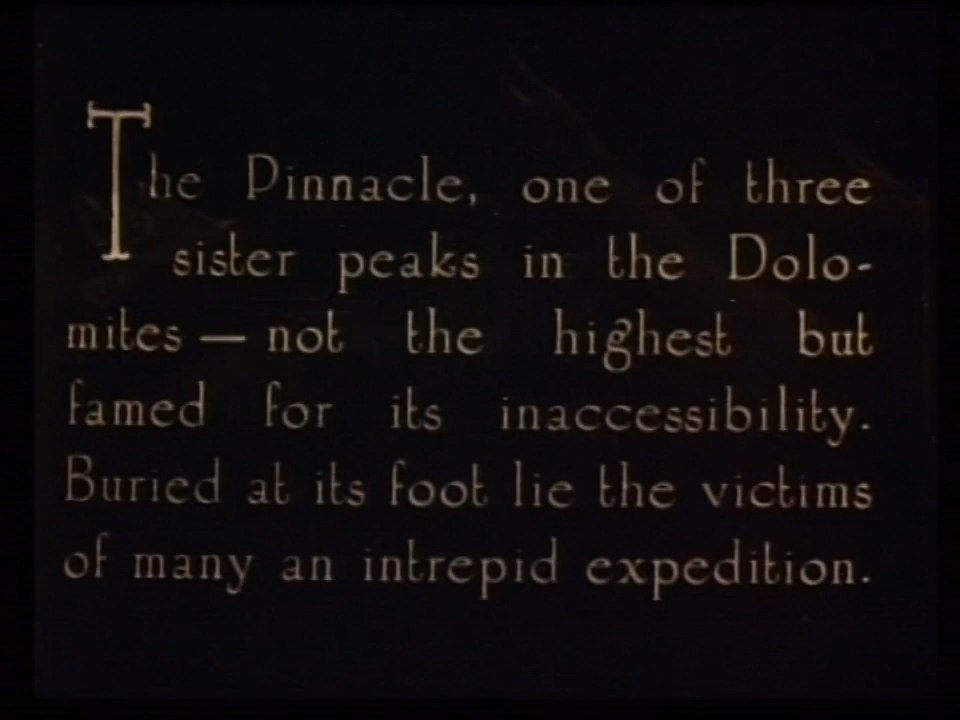 The Pinnacle, one of three
sister peaks in the Dolo-
mites — not the highest but
famed for its inaccessibility.
Buried at its foot lie the victims
of many an intrepid expedition.